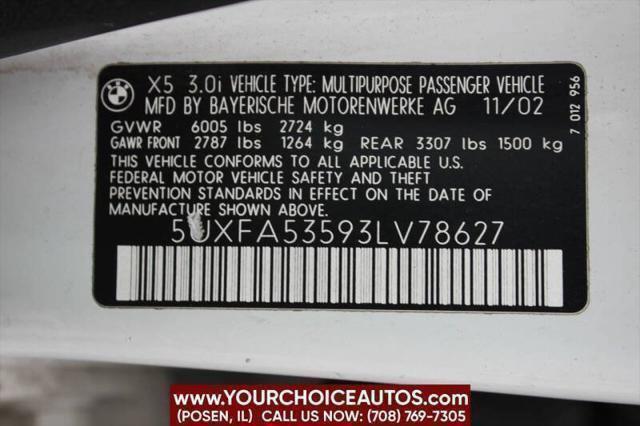 BMW
X5 3.0i VEHICLE TYPE: MULTIPURPOSE PASSENGER VEHICLE
MFD BY BAYERISCHE MOTORENWERKE AG 11/02
GVWR 6005 lbs 2724 kg
GAWR FRONT 2787 lbs 1264 kg REAR 3307 lbs 1500 kg
THIS VEHICLE CONFORMS TO ALL APPLICABLE U.S.
FEDERAL MOTOR VEHICLE SAFETY AND THEFT
PREVENTION STANDARDS IN EFFECT ON THE DATE OF
MANUFACTURE SHOWN ABOVE.
5UXFA53593LV78627
7 012 956
WWW.YOURCHOICEAUTOS.COM
(POSEN, IL) CALL US NOW: (708) 769-7305